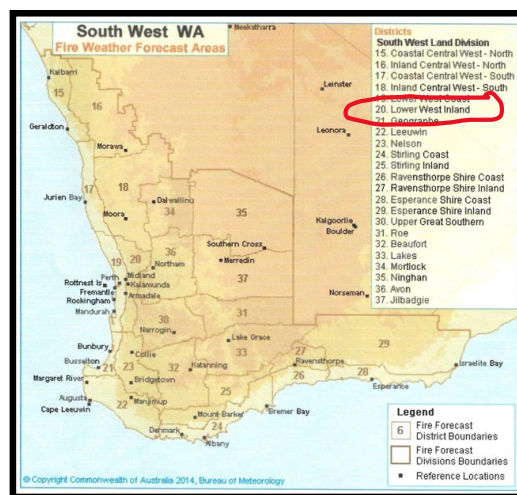 South West WA
Fire Weather Forecast Areas
Districts
South West Land Division
15. Coastal Central West - North
16. Inland Central West - North
17. Coastal Central West - South
18. Inland Central West - South
19. Lower West Coast
20. Lower West Inland
21. Geographe
22. Leeuwin
23. Nelson
24. Stirling Coast
25. Stirling Inland
26. Ravensthorpe Shire Coast
27. Ravensthorpe Shire Inland
28. Esperance Shire Coast
29. Esperance Shire Inland
30. Upper Great Southern
31. Roe
32. Beaufort
33. Lakes
34. Mortlock
35. Ninghan
36. Avon
37. Jilbadgie
Meekatharra
Kalbarri
15
16
Leinster
Geraldton
Leonora
Morawa
Jurien Bay
17
18
Dalwallinu
34
35
Moora
Kalgoorlie
Boulder
36
Southern Cross
19
20
Northam
Merredin
Perth
Midland
Rottnest Is
Kalamunda
37
Fremantle
Armadale
Rockingham
Norseman
Mandurah
30
31
Narrogin
29
Lake Grace
33
Bunbury
Collie
27
Busselton
21
23
32
Katanning
Ravensthorpe
Israelite Bay
Margaret River
Bridgetown
26
28
Esperance
25
Augusta
22
Manjimup
Cape Leeuwin
Mount Barker
Bremer Bay
24
Denmark
Albany
Legend
6
Fire Forecast
District Boundaries
Fire Forecast
Divisions Boundaries
Reference Locations
© Copyright Commonwealth of Australia 2014, Bureau of Meteorology